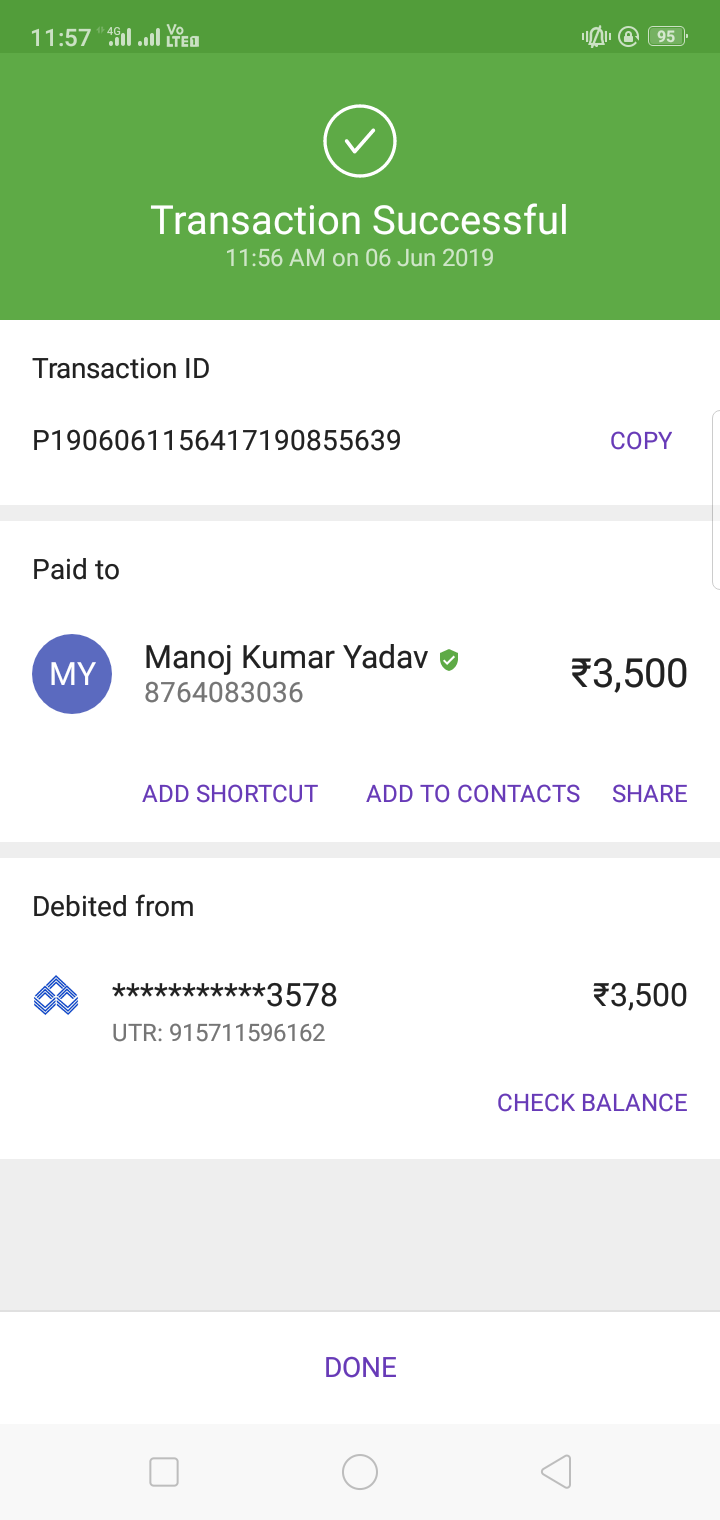 11:57 4G Vo LTE1 95
Transaction Successful
11:56 AM on 06 Jun 2019
Transaction ID
P1906061156417190855639 COPY
Paid to
MY Manoj Kumar Yadav ₹3,500
8764083036
ADD SHORTCUT ADD TO CONTACTS SHARE
Debited from
***********3578 ₹3,500
UTR: 915711596162
CHECK BALANCE
DONE